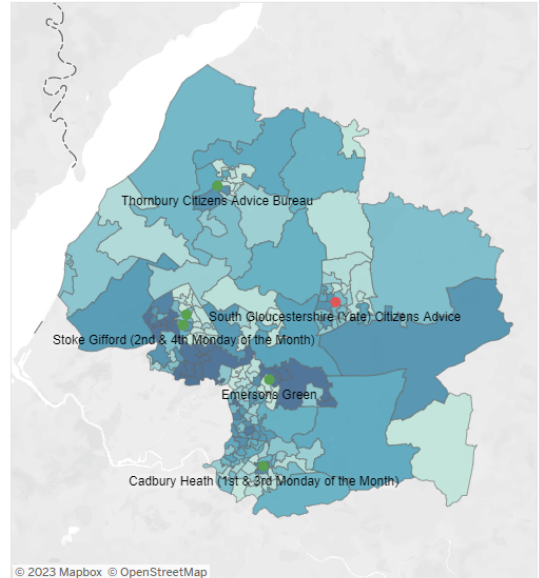 Thornbury Citizens Advice Bureau
South Gloucestershire (Yate) Citizens Advice
Stoke Gifford (2nd & 4th Monday of the Month)
Emersons Green
Cadbury Heath (1st & 3rd Monday of the Month)
© 2023 Mapbox © OpenStreetMap